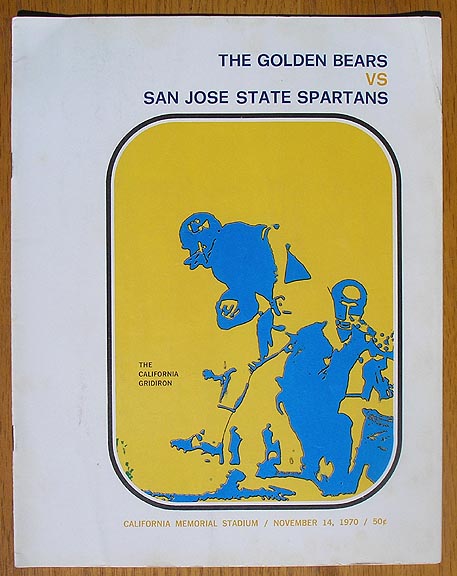 THE GOLDEN BEARS
VS
SAN JOSE STATE SPARTANS
THE
CALIFORNIA
GRIDIRON
CALIFORNIA MEMORIAL STADIUM / NOVEMBER 14, 1970 / 50¢